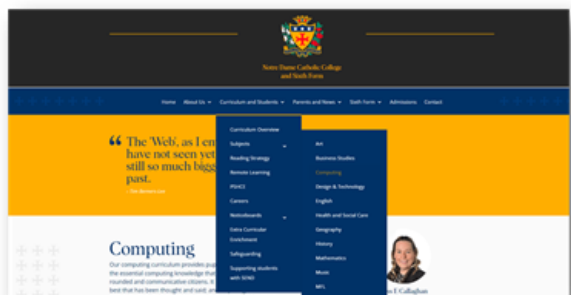 Notre Dame Catholic College
and Sixth Form
Home About Us Curriculum and Students Parents and News Sixth Form Admissions Contact
“ The 'Web', as I en
have not seen yet
still so much bigg
past.
Curriculum Overview
Subjects
Reading Strategy
Remote Learning
PSHCE
Careers
Noticeboards
Extra Curricular
Enrichment
Safeguarding
Supporting students
with SEND
Art
Business Studies
Computing
Design & Technology
English
Health and Social Care
Geography
History
Mathematics
Music
MFL
Computing
Our computing curriculum provides pup
the essential computing knowledge that
rounded and communicative citizens. It
best that has been thought and said; an
Callaghan